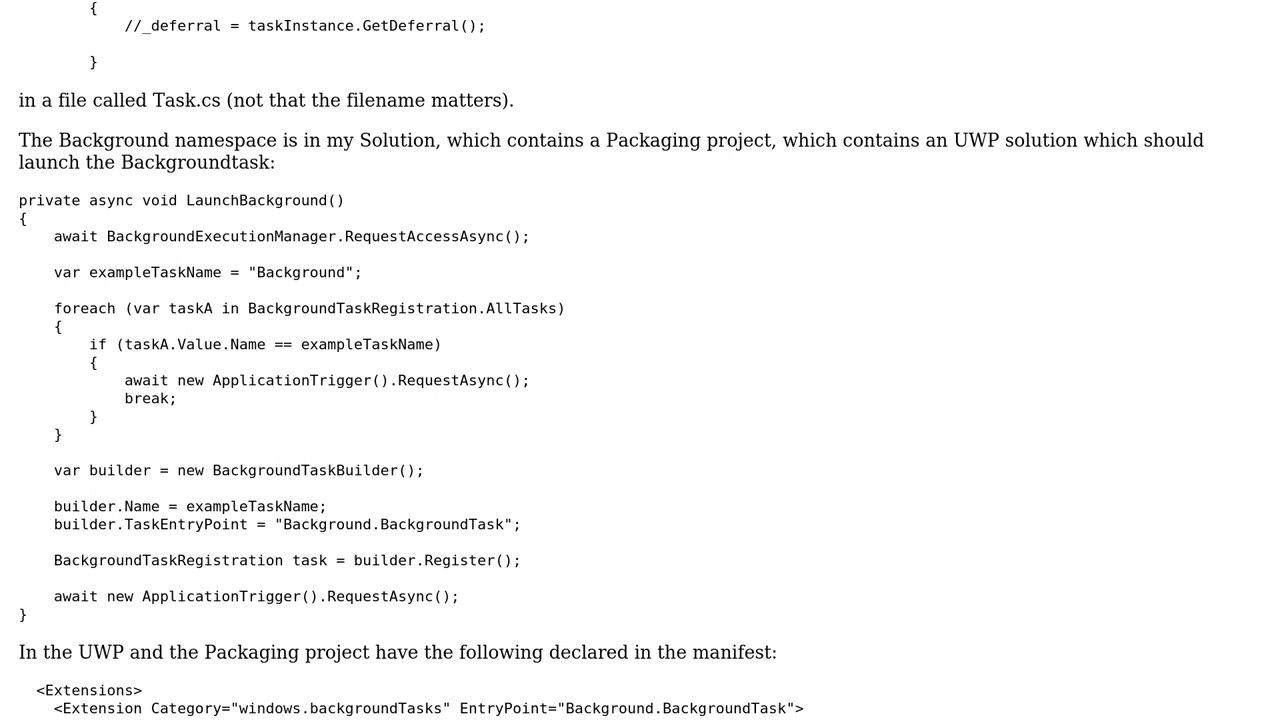 {
//_deferral = taskInstance.GetDeferral();
}
in a file called Task.cs (not that the filename matters).
The Background namespace is in my Solution, which contains a Packaging project, which contains an UWP solution which should
launch the Backgroundtask:
private async void LaunchBackground()
{
    await BackgroundExecutionManager.RequestAccessAsync();
    var exampleTaskName = "Background";
    foreach (var taskA in BackgroundTaskRegistration.AllTasks)
    {
        if (taskA.Value.Name == exampleTaskName)
        {
            await new ApplicationTrigger().RequestAsync();
            break;
        }
    }
    var builder = new BackgroundTaskBuilder();
    builder.Name = exampleTaskName;
    builder.TaskEntryPoint = "Background.BackgroundTask";
    BackgroundTaskRegistration task = builder.Register();
    await new ApplicationTrigger().RequestAsync();
}
In the UWP and the Packaging project have the following declared in the manifest:
<Extensions>
<Extension Category="windows.backgroundTasks" EntryPoint="Background.BackgroundTask">